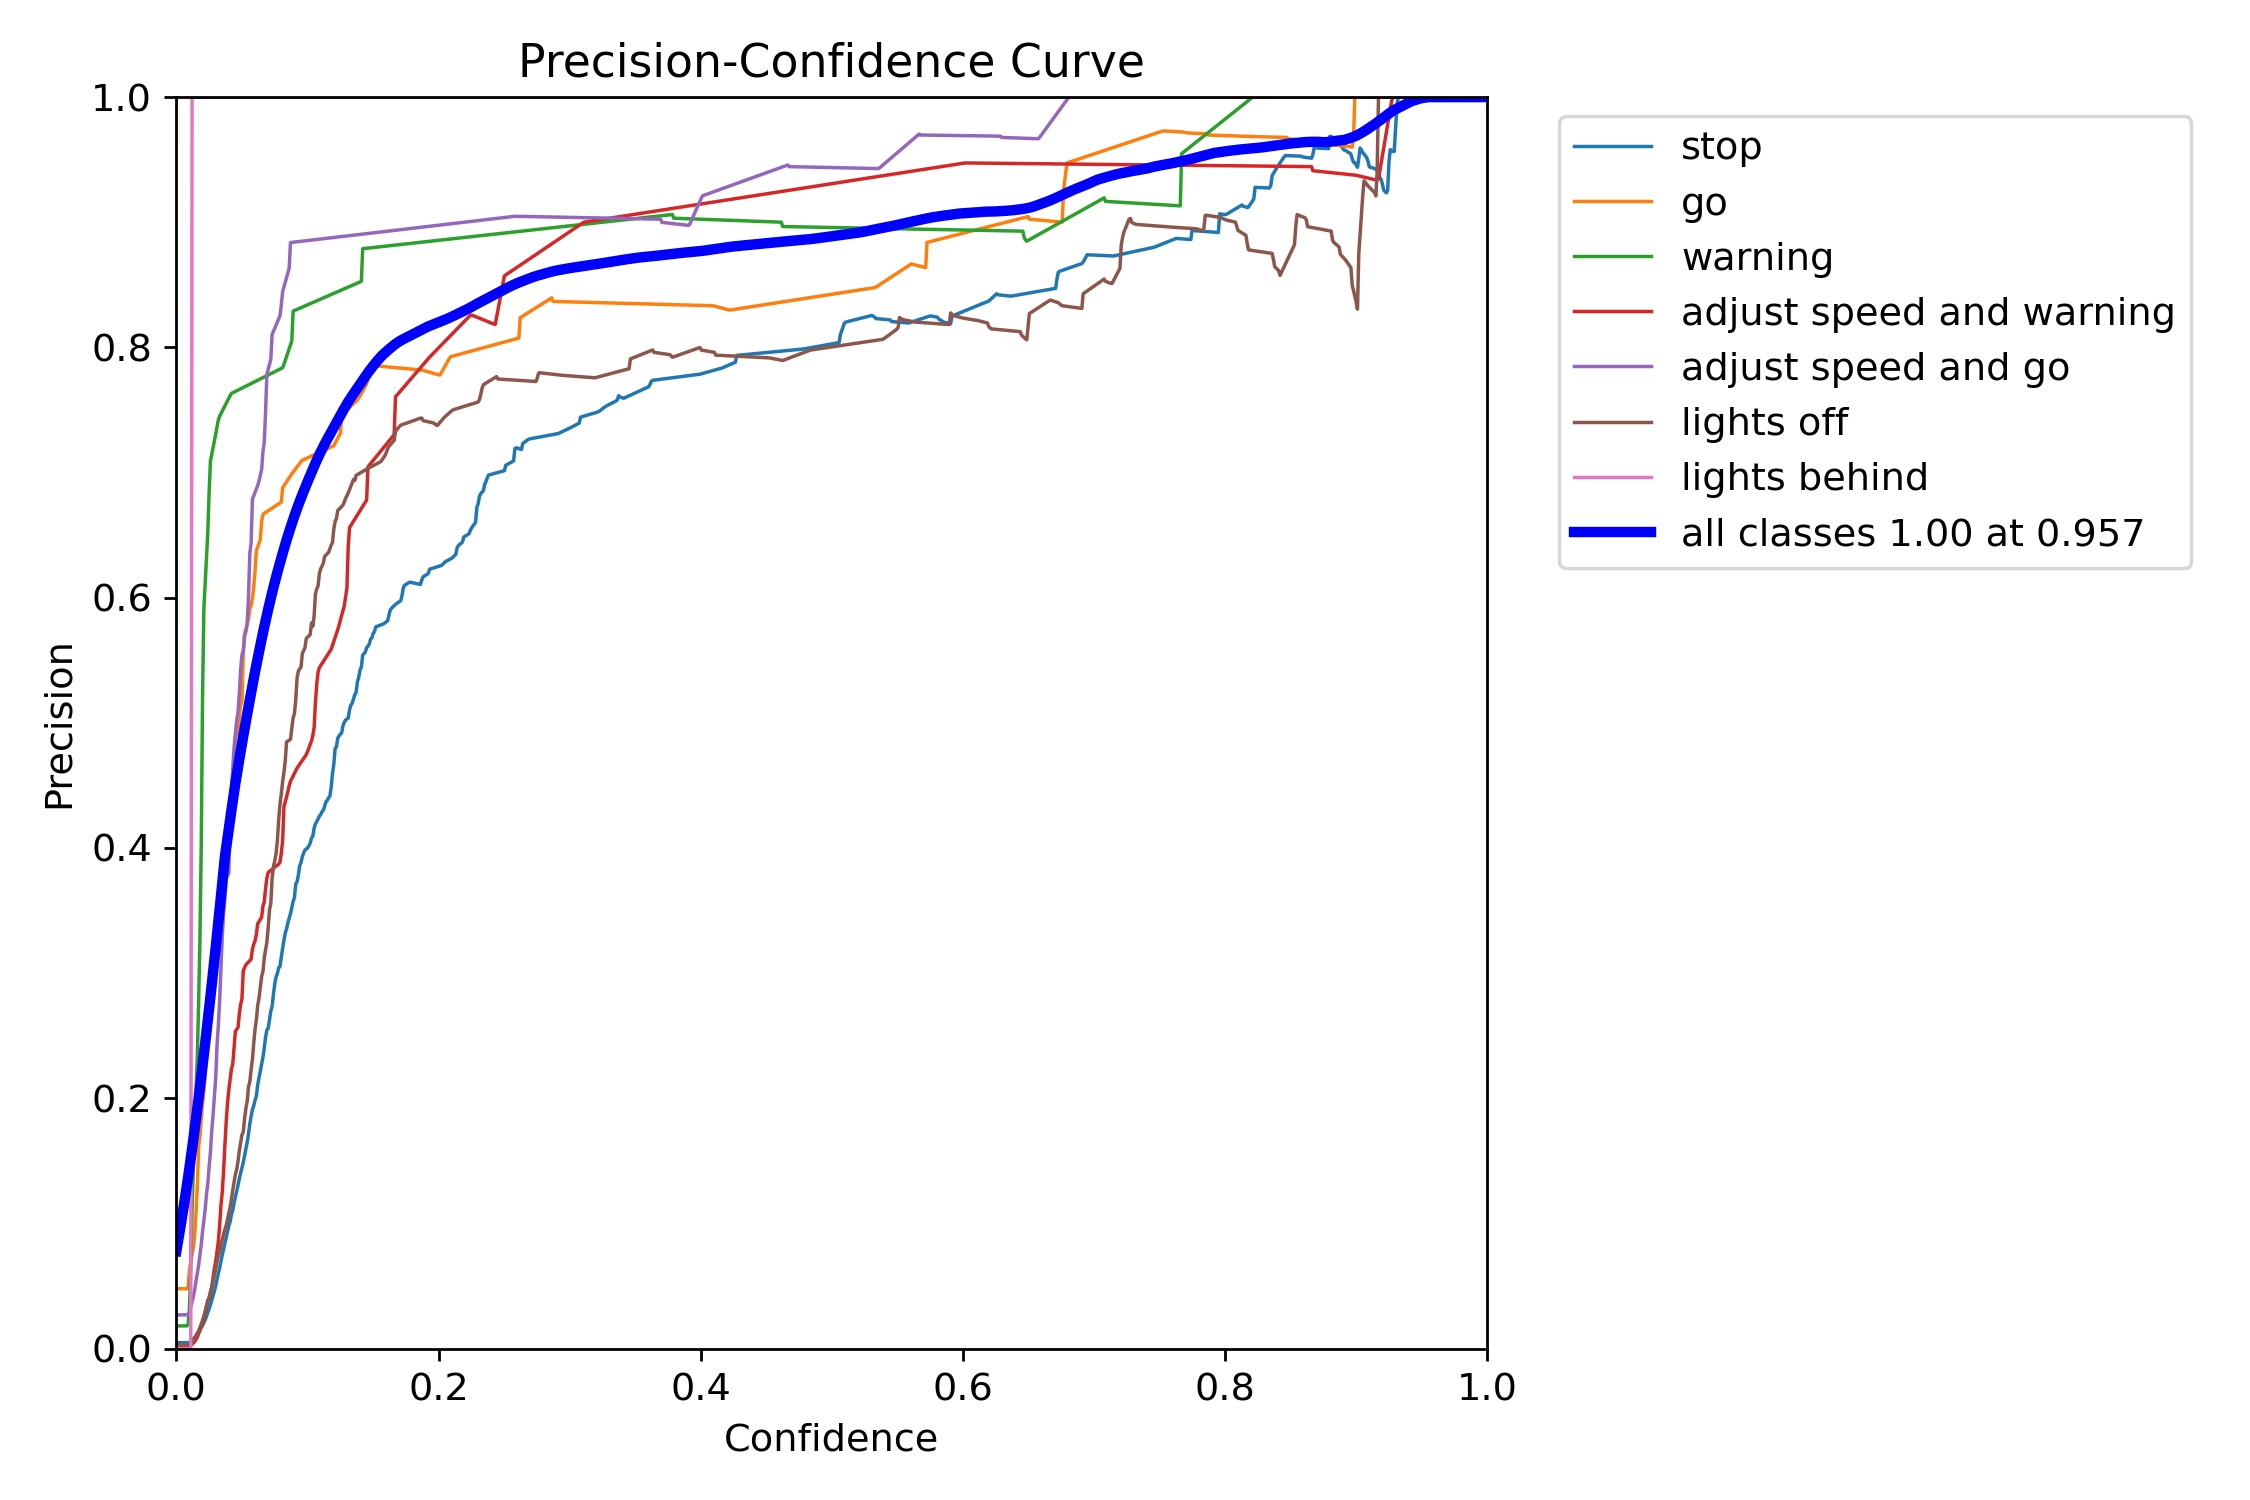 Precision-Confidence Curve
1.0
0.8
0.6
0.4
0.2
0.0
Precision
0.0 0.2 0.4 0.6 0.8 1.0
Confidence
stop
go
warning
adjust speed and warning
adjust speed and go
lights off
lights behind
all classes 1.00 at 0.957